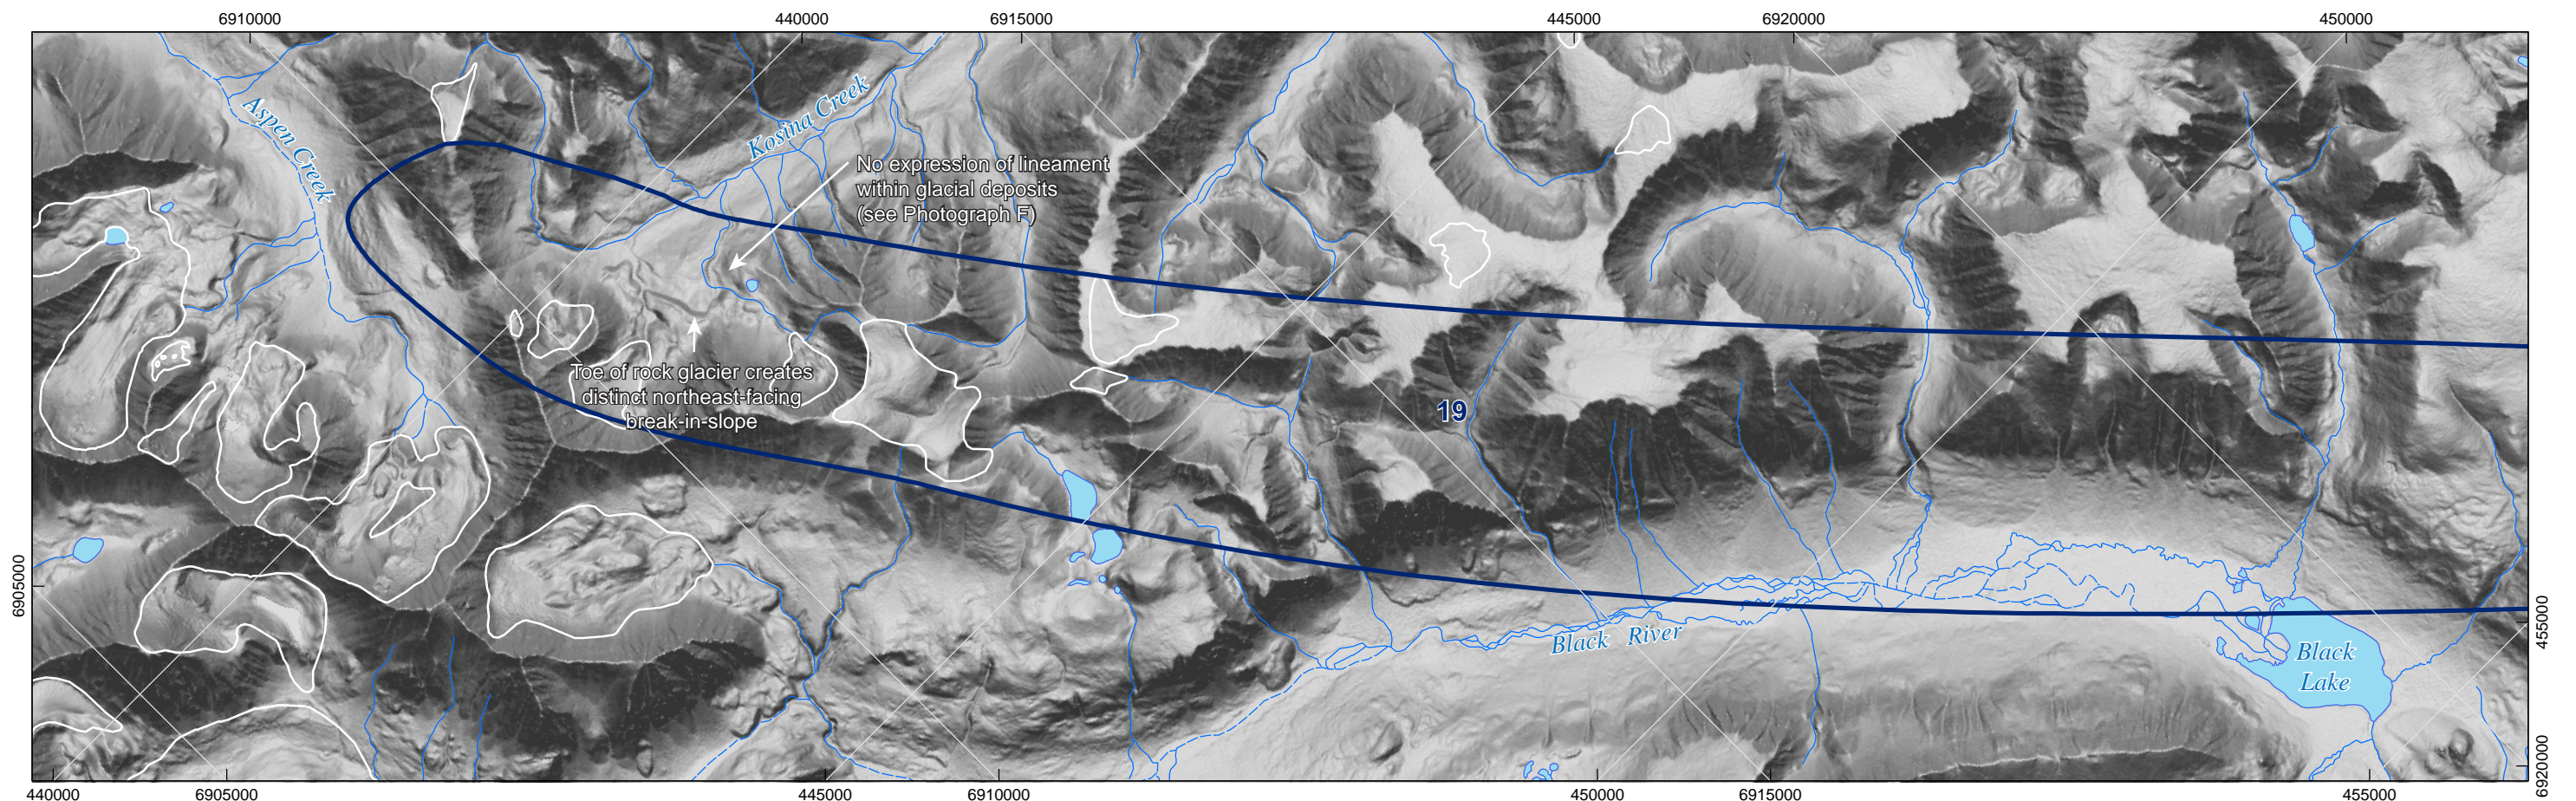 6910000
440000
6915000
445000
6920000
450000
Aspen Creek
Kosina Creek
No expression of lineament
within glacial deposits
(see Photograph F)
Toe of rock glacier creates
distinct northeast-facing
break-in-slope
19
6905000
455000
Black River
Black
Lake
6920000
440000
6905000
445000
6910000
450000
6915000
455000